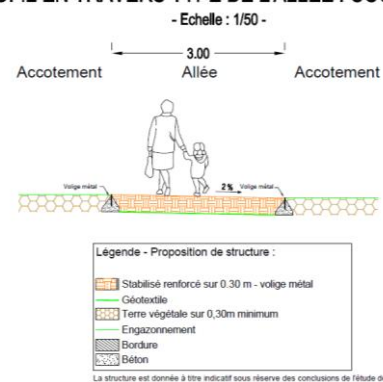 - Echelle : 1/50 -
3.00
Accotement Allée Accotement
Volige métal 2% Volige métal
Légende - Proposition de structure :
Stabilisé renforcé sur 0.30 m - volige métal
Géotextile
Terre végétale sur 0,30m minimum
Engazonnement
Bordure
Béton
La structure est donnée à titre indicatif sous réserve des conclusions de l'étude